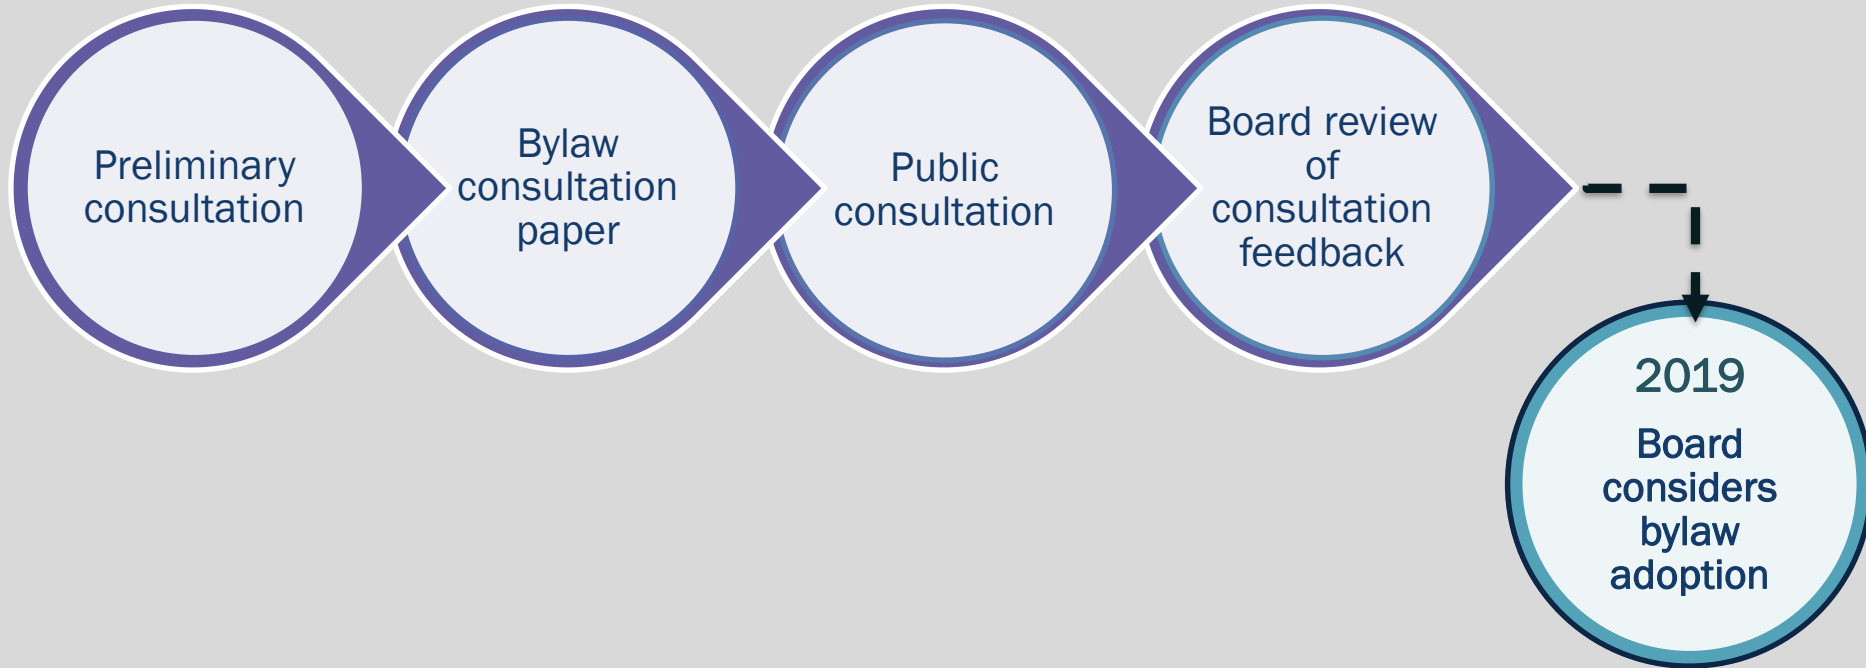 Preliminary
consultation
Bylaw
consultation
paper
Public
consultation
Board review
of
consultation
feedback
2019
Board
considers
bylaw
adoption